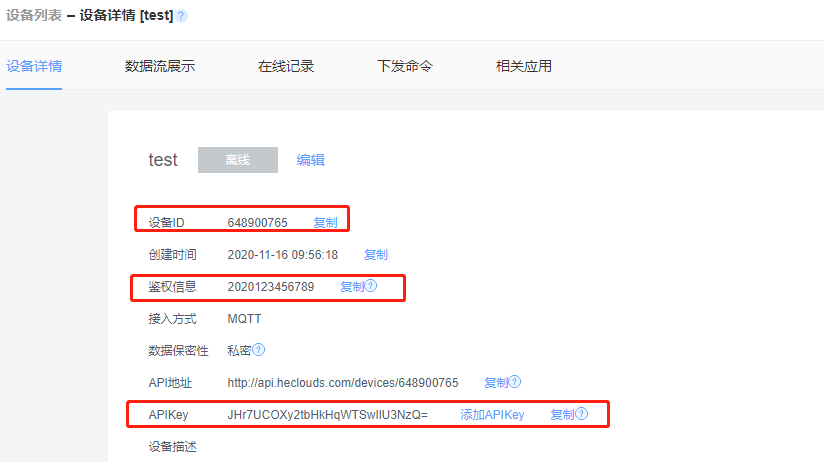 设备列表 – 设备详情 [test] ?
设备详情 数据流展示 在线记录 下发命令 相关应用
test 离线 编辑
设备ID 648900765 复制
创建时间 2020-11-16 09:56:18 复制
鉴权信息 2020123456789 复制 ?
接入方式 MQTT
数据保密性 私密 ?
API地址 http://api.heclouds.com/devices/648900765 复制 ?
APIKey JHr7UCOXy2tbHkHqWTSwIlU3NzQ= 添加APIKey 复制 ?
设备描述